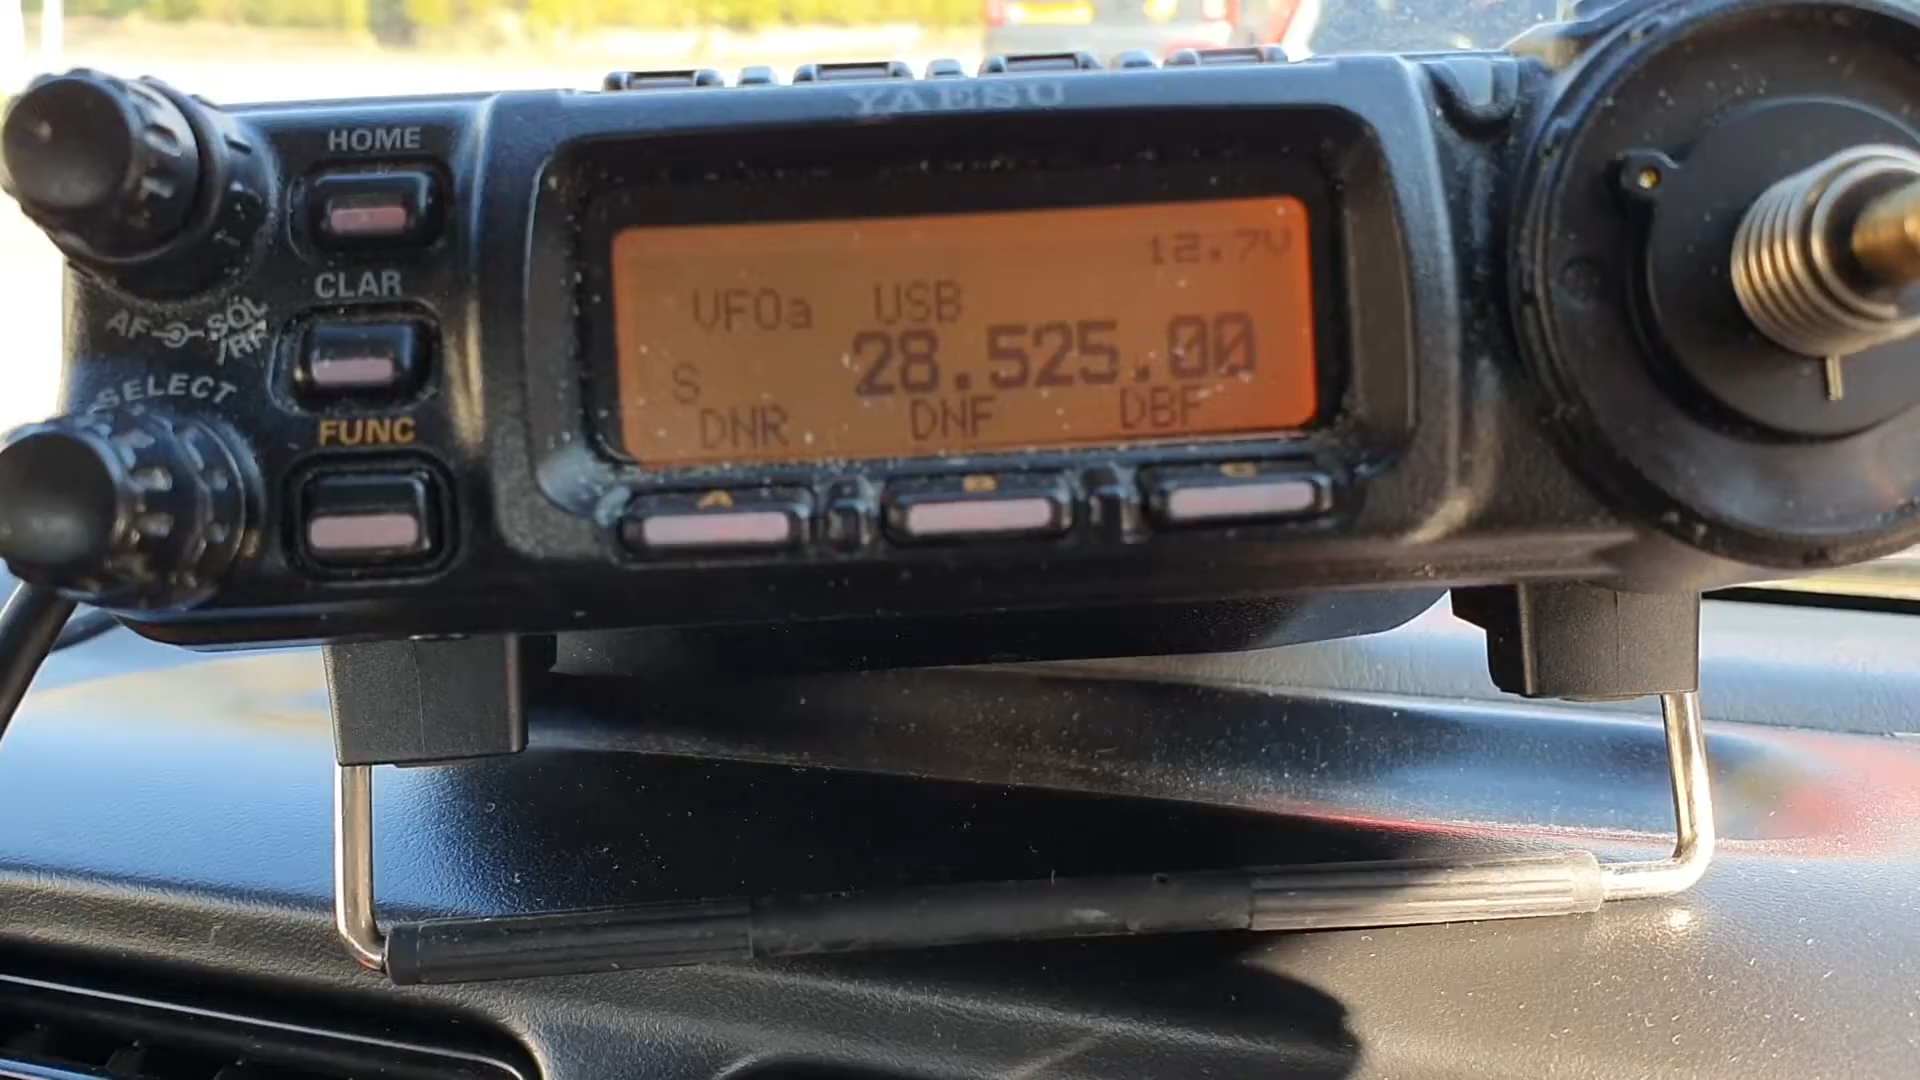 YAESU
HOME
CLAR
AF SQL
/RF
SELECT
FUNC
12.7V
VFOa USB
28.525.00
S
DNR DNF DBF
A B C